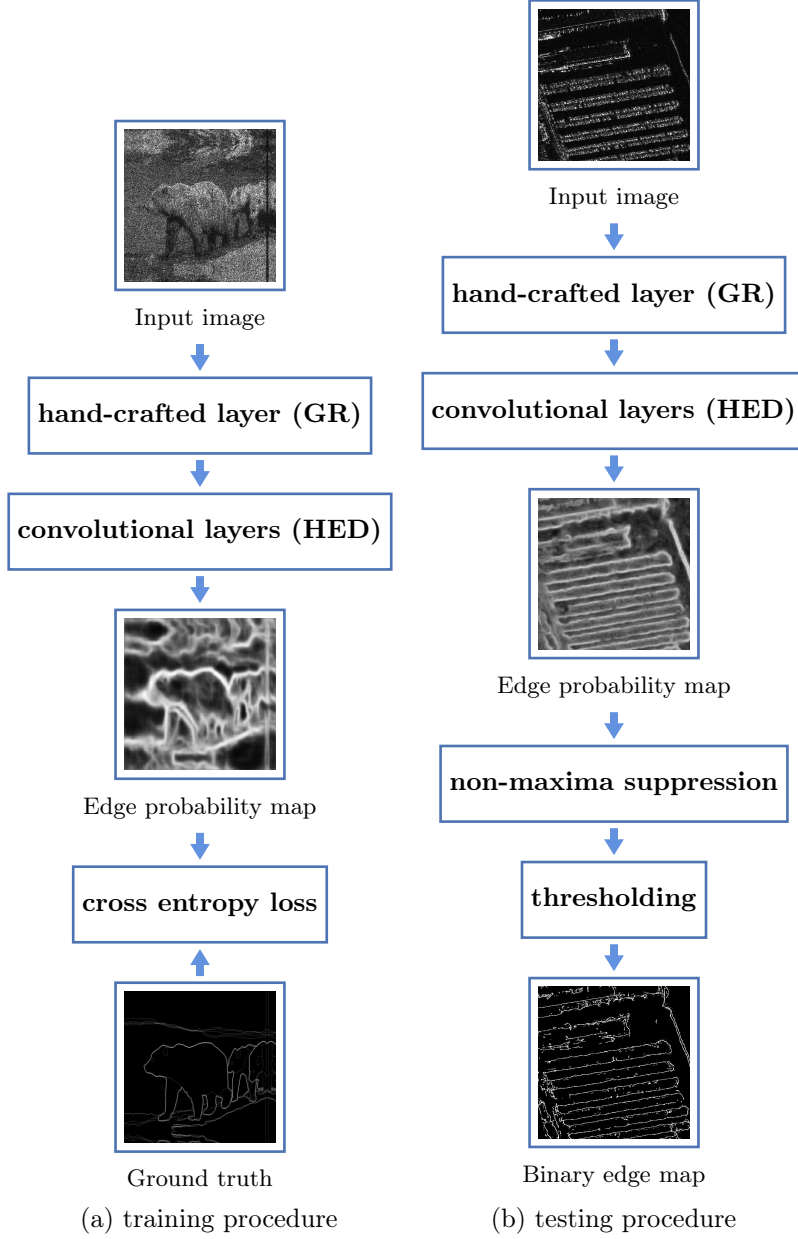 Input image
hand-crafted layer (GR)
convolutional layers (HED)
Edge probability map
cross entropy loss
Ground truth
(a) training procedure
Input image
hand-crafted layer (GR)
convolutional layers (HED)
Edge probability map
non-maxima suppression
thresholding
Binary edge map
(b) testing procedure